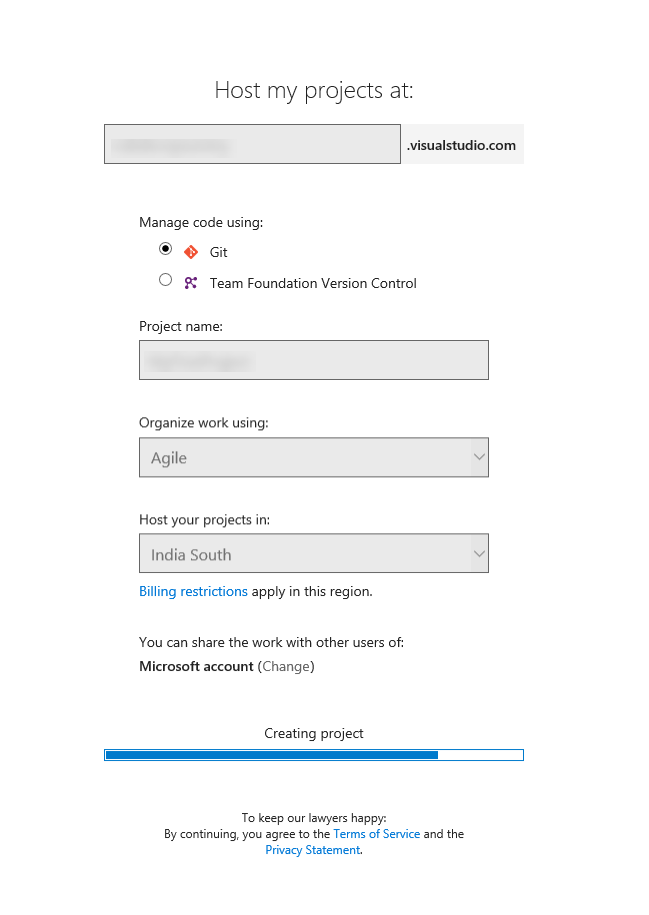 Host my projects at:
.visualstudio.com
Manage code using:
Git
Team Foundation Version Control
Project name:
Organize work using:
Agile
Host your projects in:
India South
Billing restrictions apply in this region.
You can share the work with other users of:
Microsoft account (Change)
Creating project
To keep our lawyers happy:
By continuing, you agree to the Terms of Service and the
Privacy Statement.